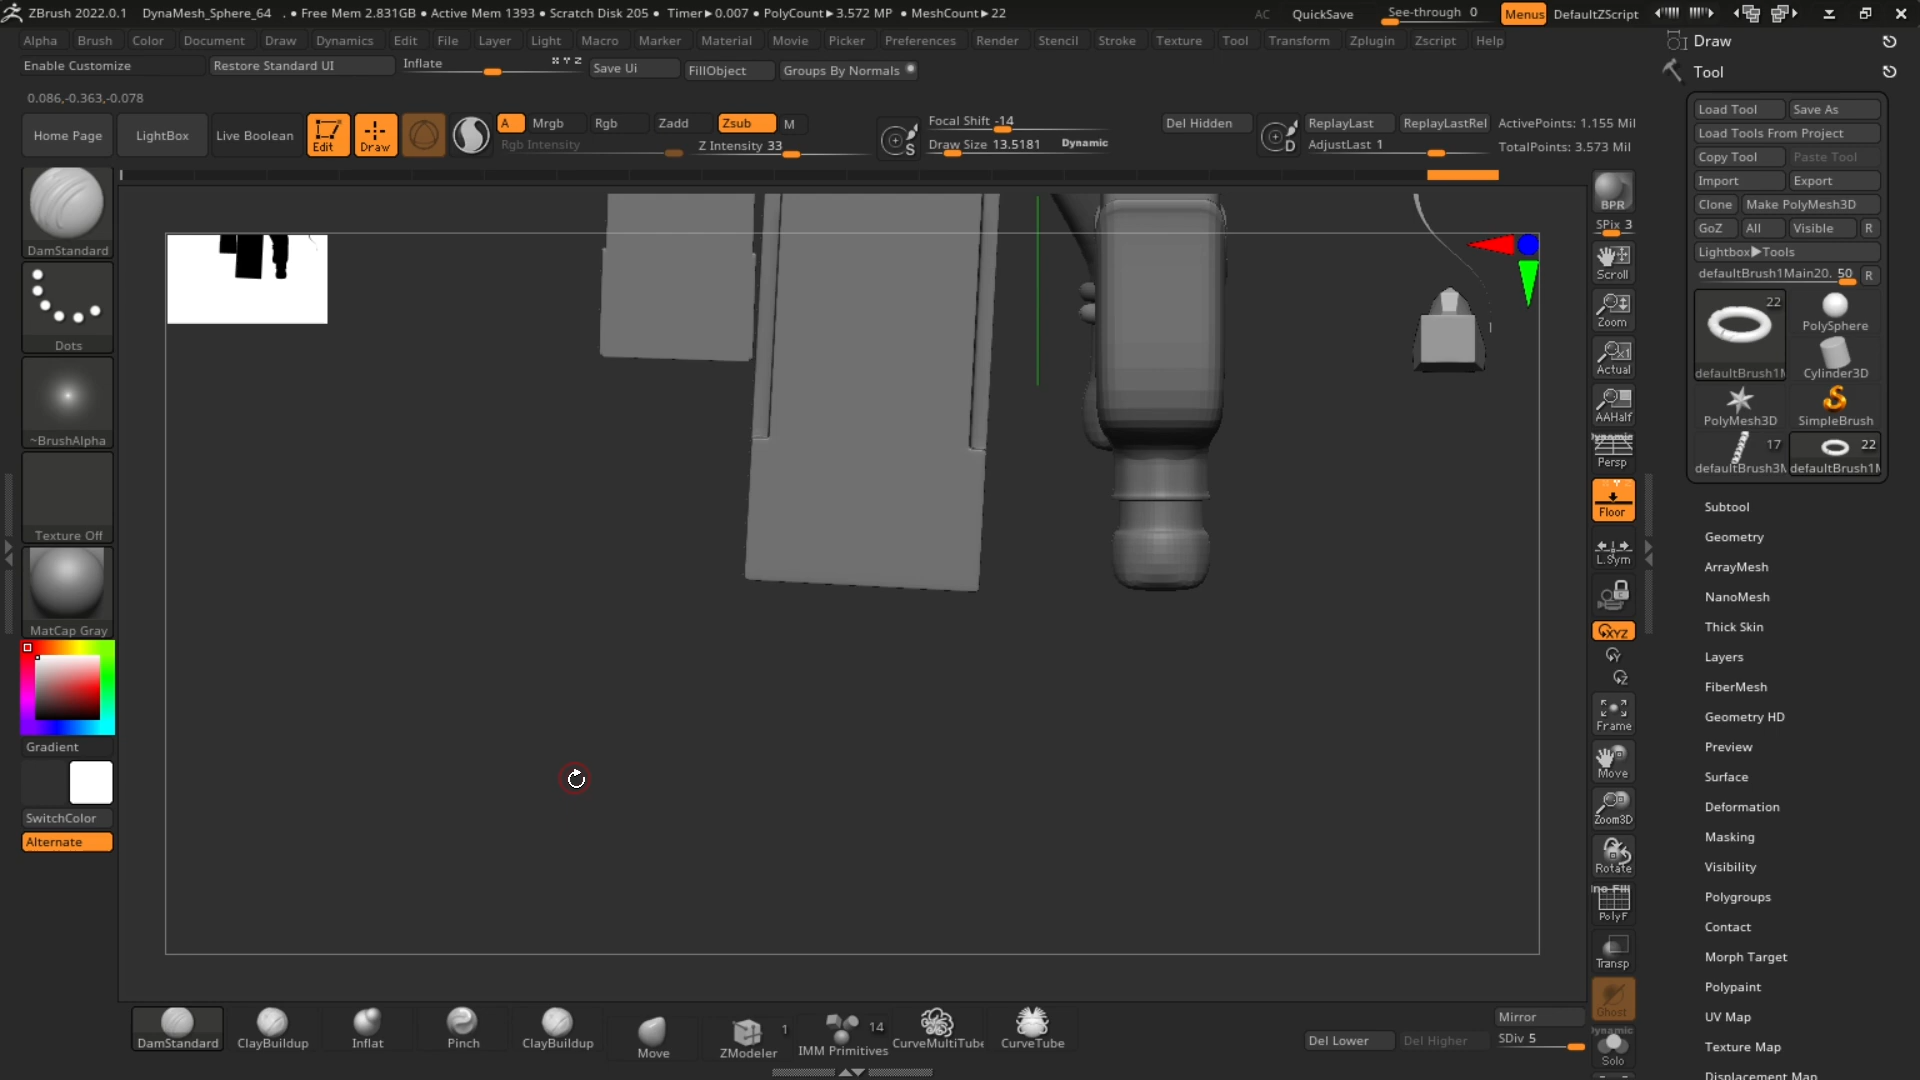 ZBrush 2022.0.1 DynaMesh_Sphere_64 . • Free Mem 2.831GB • Active Mem 1393 • Scratch Disk 205 • Timer▶0.007 • PolyCount▶3.572 MP • MeshCount▶22 AC QuickSave See-through 0 Menus DefaultZScript
Alpha Brush Color Document Draw Dynamics Edit File Layer Light Macro Marker Material Movie Picker Preferences Render Stencil Stroke Texture Tool Transform Zplugin Zscript Help
Enable Customize Restore Standard UI Inflate X Y Z Save Ui FillObject Groups By Normals
0.086,-0.363,-0.078
Home Page LightBox Live Boolean Edit Draw
A Mrgb Rgb Zadd Zsub M
Rgb Intensity Z Intensity 33
S Focal Shift -14
Draw Size 13.5181 Dynamic
Del Hidden D ReplayLast ReplayLastRel ActivePoints: 1.155 Mil
AdjustLast 1 TotalPoints: 3.573 Mil
DamStandard
Dots
~BrushAlpha
Texture Off
MatCap Gray
Gradient
SwitchColor
Alternate
1
BPR
SPix 3
Scroll
Zoom
Actual
AAHalf
Dynamic
Persp
Floor
L.Sym
XYZ
Y
Z
Frame
Move
Zoom3D
Rotate
PolyF
Transp
Ghost
Dynamic
Solo
Draw
Tool
Load Tool Save As
Load Tools From Project
Copy Tool Paste Tool
Import Export
Clone Make PolyMesh3D
GoZ All Visible R
Lightbox▶Tools
defaultBrush1Main20. 50 R
22
defaultBrush1M
PolySphere
Cylinder3D
PolyMesh3D SimpleBrush
17 22
defaultBrush3M defaultBrush1M
Subtool
Geometry
ArrayMesh
NanoMesh
Thick Skin
Layers
FiberMesh
Geometry HD
Preview
Surface
Deformation
Masking
Visibility
Polygroups
Contact
Morph Target
Polypaint
UV Map
Texture Map
Displacement Map
DamStandard ClayBuildup Inflat Pinch ClayBuildup Move ZModeler 1 IMM Primitives 14 CurveMultiTube CurveTube
Mirror
Del Lower Del Higher SDiv 5